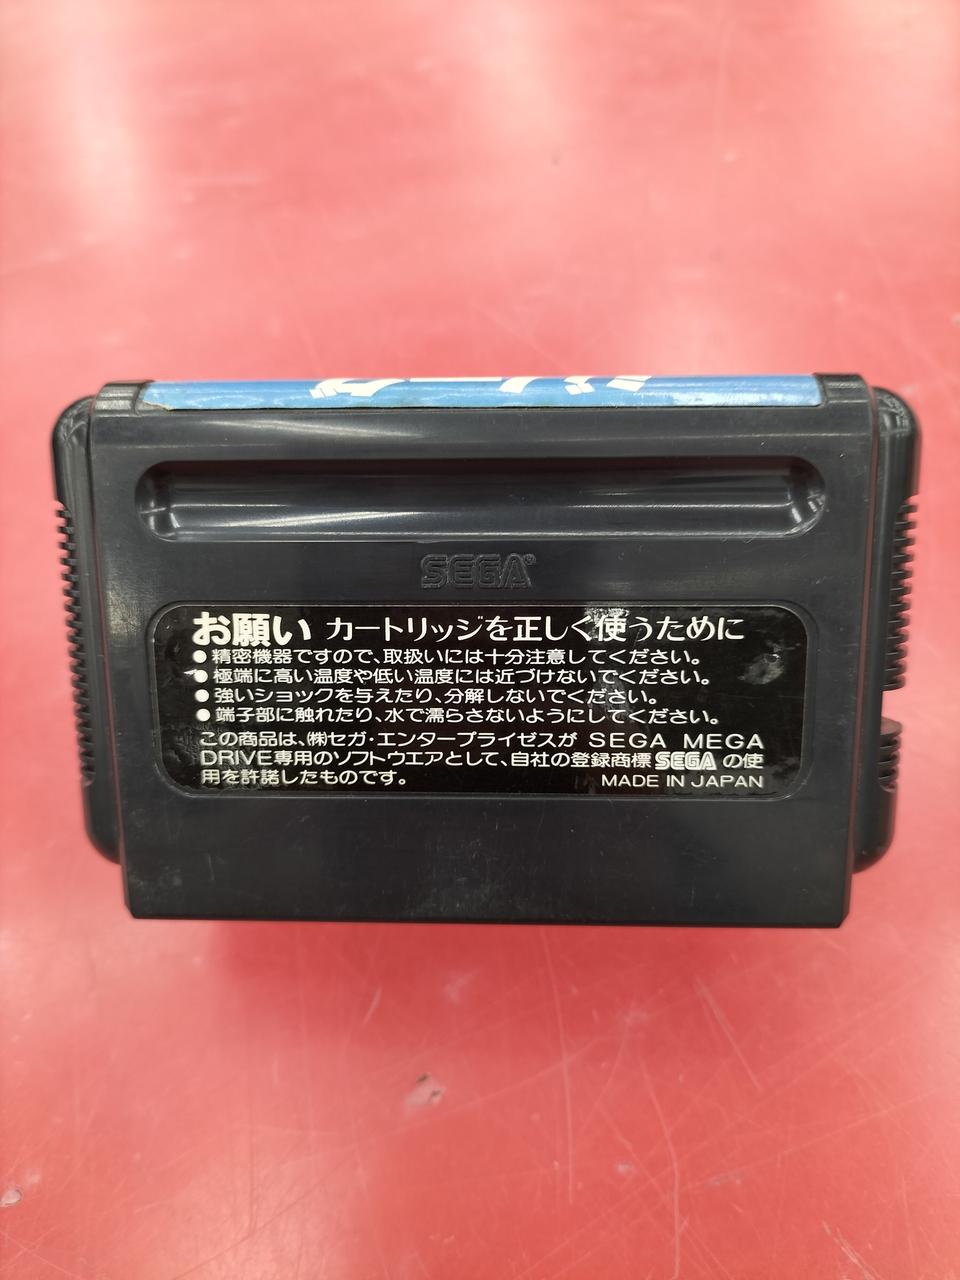 SEGA®
お願い カートリッジを正しく使うために
●精密機器ですので、取扱いには十分注意してください。
●極端に高い温度や低い温度には近づけないでください。
●強いショックを与えたり、分解しないでください。
●端子部に触れたり、水で濡らさないようにしてください。
この商品は、㈱セガ・エンタープライゼスが SEGA MEGA
DRIVE専用のソフトウエアとして、自社の登録商標SEGA の使
用を許諾したものです。 MADE IN JAPAN